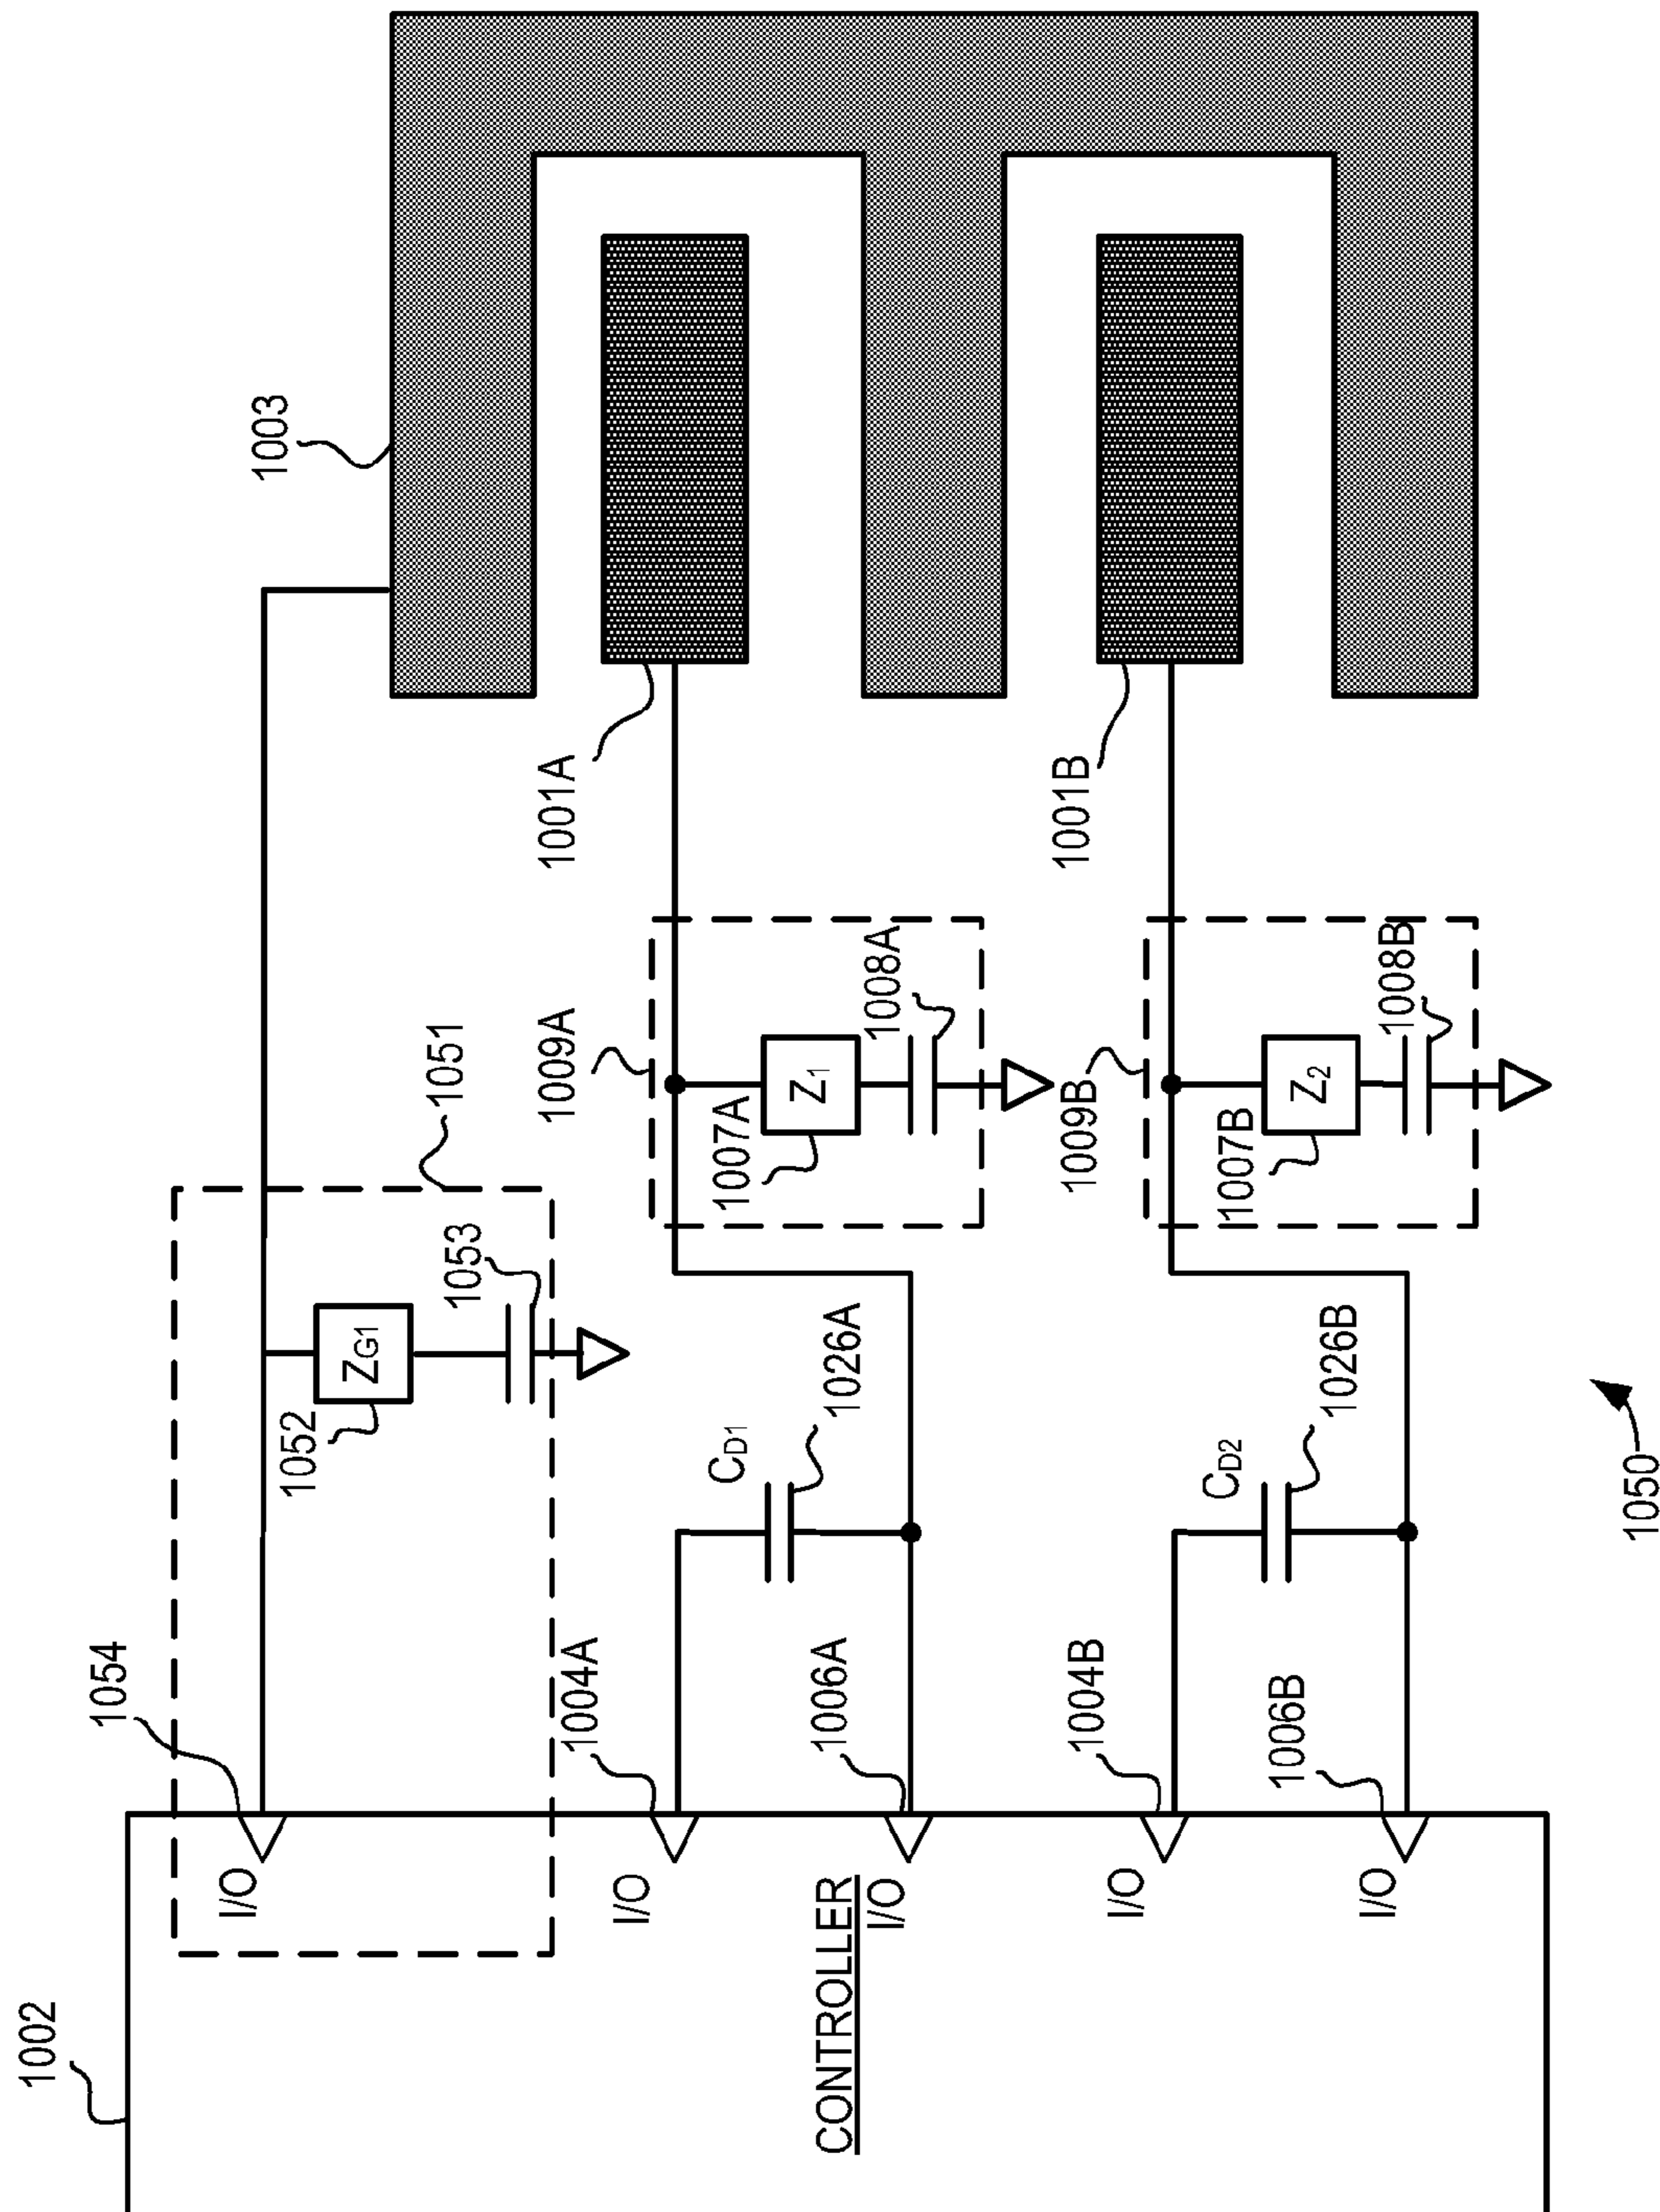 1002
1054
1051
1003
I/O
1052
ZG1
1053
1004A
I/O
CD1
1026A
1009A
1001A
1007A
Z1
1008A
CONTROLLER
1006A
I/O
1004B
I/O
CD2
1026B
1009B
1001B
1007B
Z2
1008B
1006B
I/O
1050